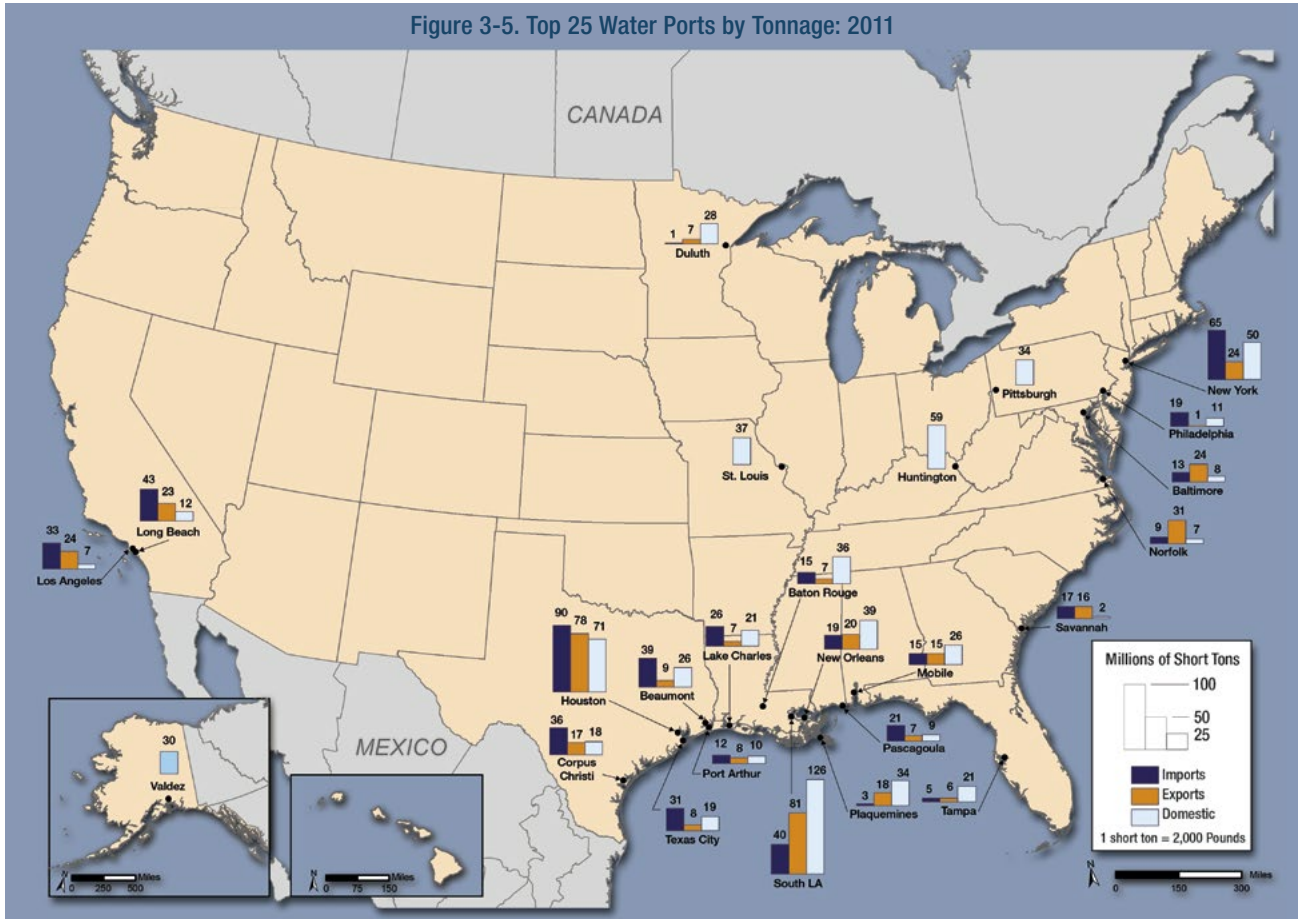 Figure 3-5. Top 25 Water Ports by Tonnage: 2011
CANADA
1 7 28
Duluth
65 24 50
New York
34
Pittsburgh
19 1 11
Philadelphia
37
St. Louis
59
Huntington
13 24 8
Baltimore
43 23 12
Long Beach
33 24 7
Los Angeles
9 31 7
Norfolk
15 7 36
Baton Rouge
17 16 2
Savannah
90 78 71
Houston
39 9 26
Beaumont
26 7 21
Lake Charles
19 20 39
New Orleans
15 15 26
Mobile
36 17 18
Corpus
Christi
12 8 10
Port Arthur
21 7 9
Pascagoula
31 8 19
Texas City
40 81 126
South LA
3 18 34
Plaquemines
5 6 21
Tampa
MEXICO
30
Valdez
N
0 250 500 Miles
N
0 75 150 Miles
Millions of Short Tons
100
50
25
Imports
Exports
Domestic
1 short ton = 2,000 Pounds
N
0 150 300 Miles